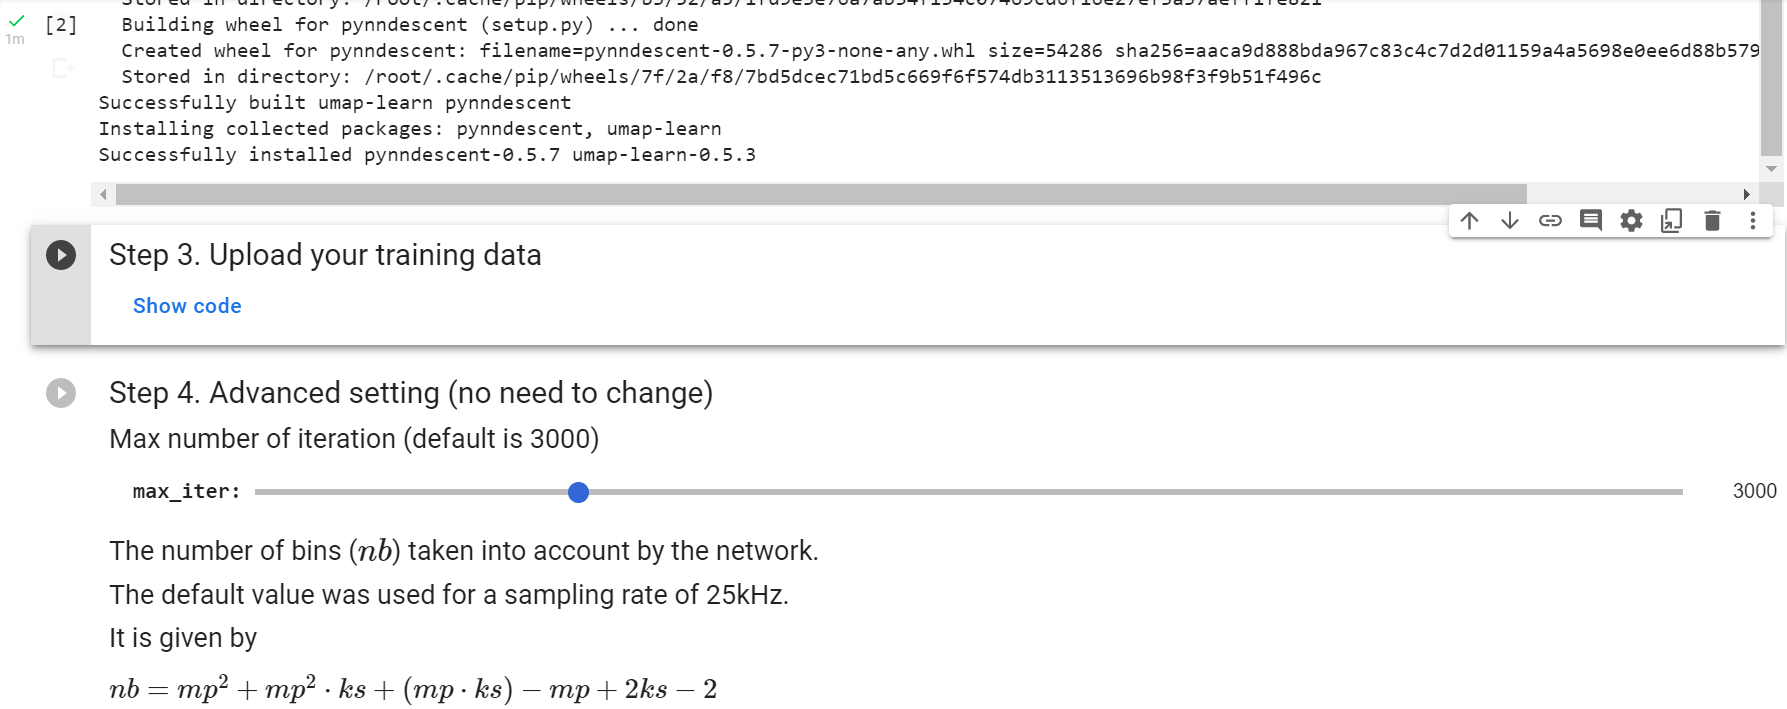 [2]
1m
Building wheel for pynndescent (setup.py) ... done
Created wheel for pynndescent: filename=pynndescent-0.5.7-py3-none-any.whl size=54286 sha256=aaca9d888bda967c83c4c7d2d01159a4a5698e0ee6d88b579
Stored in directory: /root/.cache/pip/wheels/7f/2a/f8/7bd5dcec71bd5c669f6f574db3113513696b98f3f9b51f496c
Successfully built umap-learn pynndescent
Installing collected packages: pynndescent, umap-learn
Successfully installed pynndescent-0.5.7 umap-learn-0.5.3
Step 3. Upload your training data
Show code
Step 4. Advanced setting (no need to change)
Max number of iteration (default is 3000)
max_iter: 3000
The number of bins (nb) taken into account by the network.
The default value was used for a sampling rate of 25kHz.
It is given by
nb = mp² + mp² · ks + (mp · ks) − mp + 2ks − 2